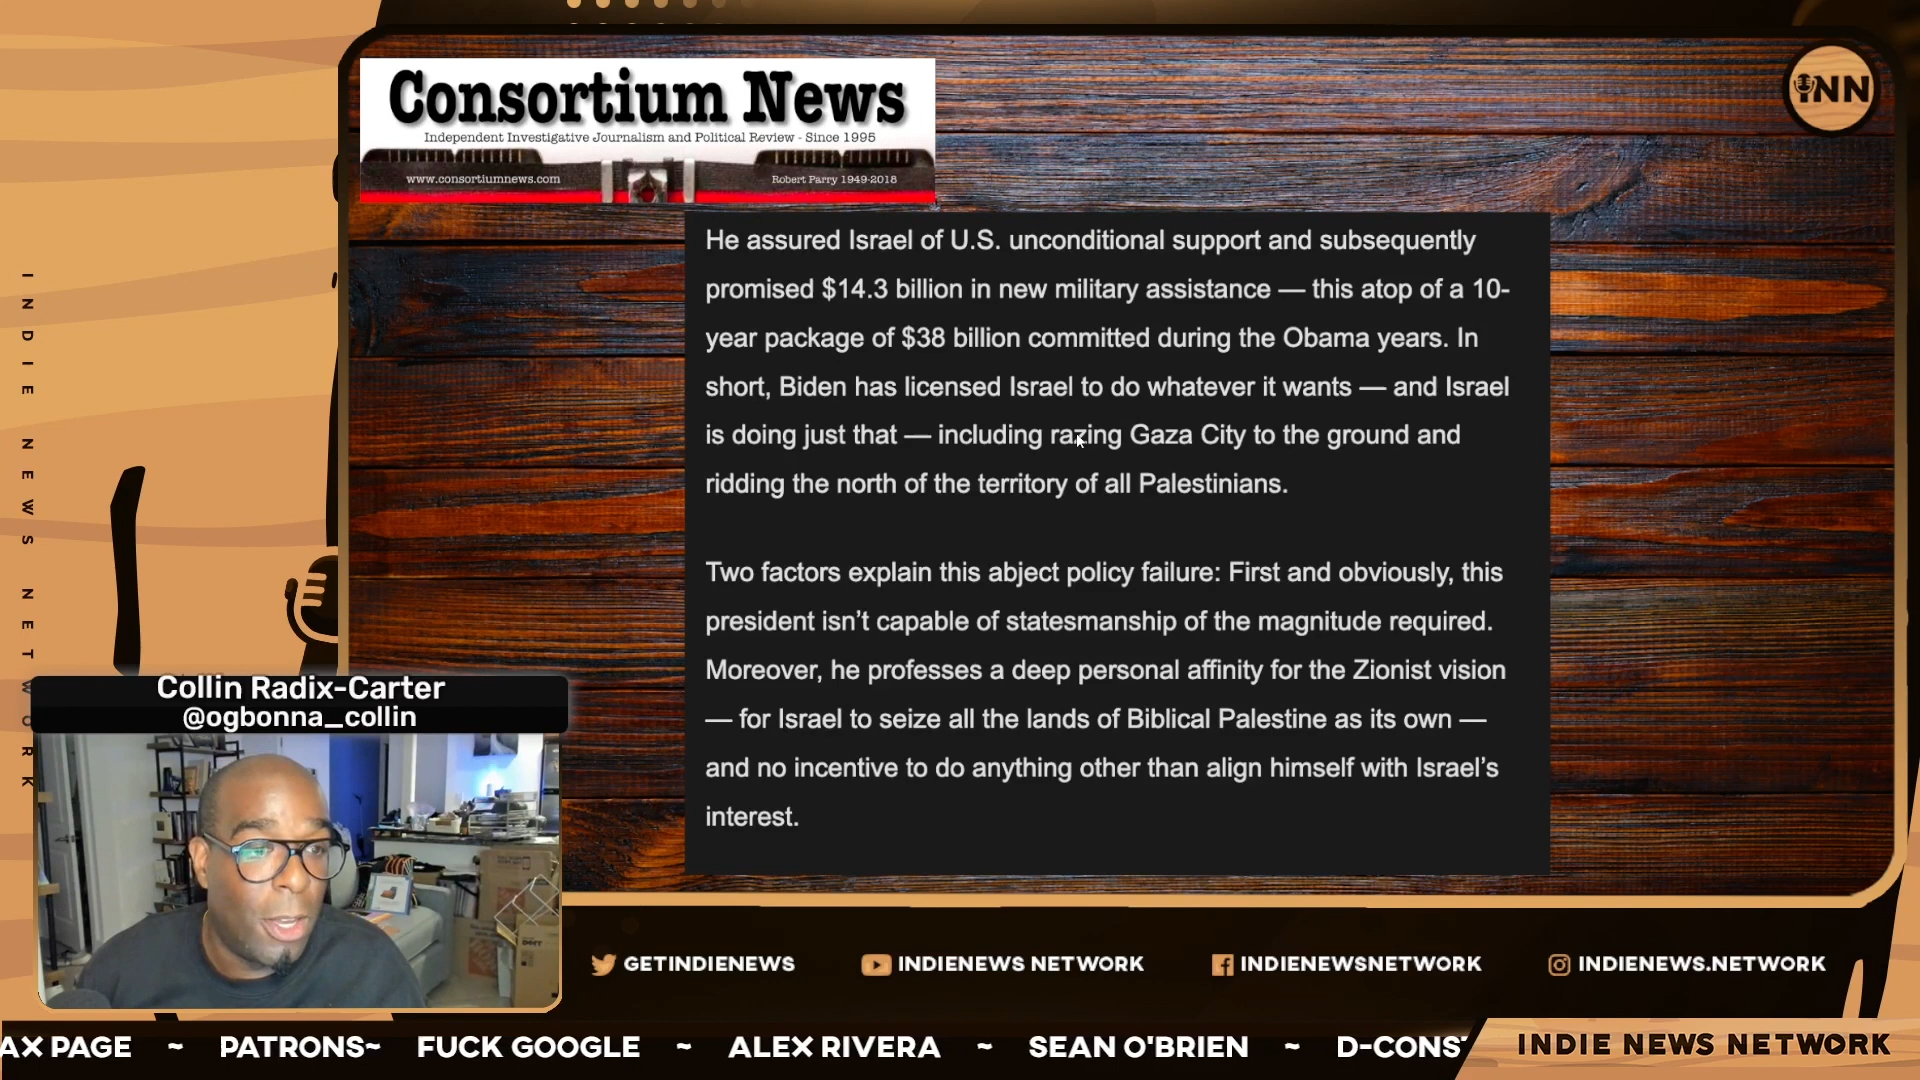 Consortium News
Independent Investigative Journalism and Political Review - Since 1995
www.consortiumnews.com
Robert Parry 1949-2018
iNN
He assured Israel of U.S. unconditional support and subsequently
promised $14.3 billion in new military assistance — this atop of a 10-
year package of $38 billion committed during the Obama years. In
short, Biden has licensed Israel to do whatever it wants — and Israel
is doing just that — including razing Gaza City to the ground and
ridding the north of the territory of all Palestinians.
Two factors explain this abject policy failure: First and obviously, this
president isn’t capable of statesmanship of the magnitude required.
Moreover, he professes a deep personal affinity for the Zionist vision
— for Israel to seize all the lands of Biblical Palestine as its own —
and no incentive to do anything other than align himself with Israel’s
interest.
INDIE NEWS NETWORK
Collin Radix-Carter
@ogbonna_collin
GETINDIENEWS
INDIENEWS NETWORK
INDIENEWSNETWORK
INDIENEWS.NETWORK
AX PAGE ~ PATRONS~ FUCK GOOGLE ~ ALEX RIVERA ~ SEAN O'BRIEN ~ D-CONST
INDIE NEWS NETWORK